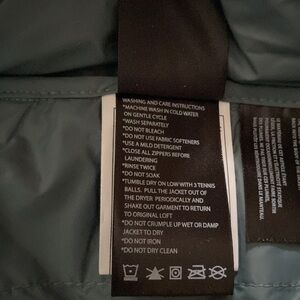 WASHING AND CARE INSTRUCTIONS
*MACHINE WASH IN COLD WATER
ON GENTLE CYCLE
*WASH SEPARATELY
*DO NOT BLEACH
*DO NOT USE FABRIC SOFTENERS
*USE A MILD DETERGENT
*CLOSE ALL ZIPPERS BEFORE
LAUNDERING
*RINSE TWICE
*DO NOT SOAK
*TUMBLE DRY ON LOW WITH 3 TENNIS
BALLS. PULL THE JACKET OUT OF
THE DRYER PERIODICALLY AND
SHAKE OUT GARMENT TO RETURN
TO ORIGINAL LOFT
*DO NOT CRUMPLE UP WET OR DAMP
JACKET TO DRY
*DO NOT IRON
*DO NOT DRY CLEAN